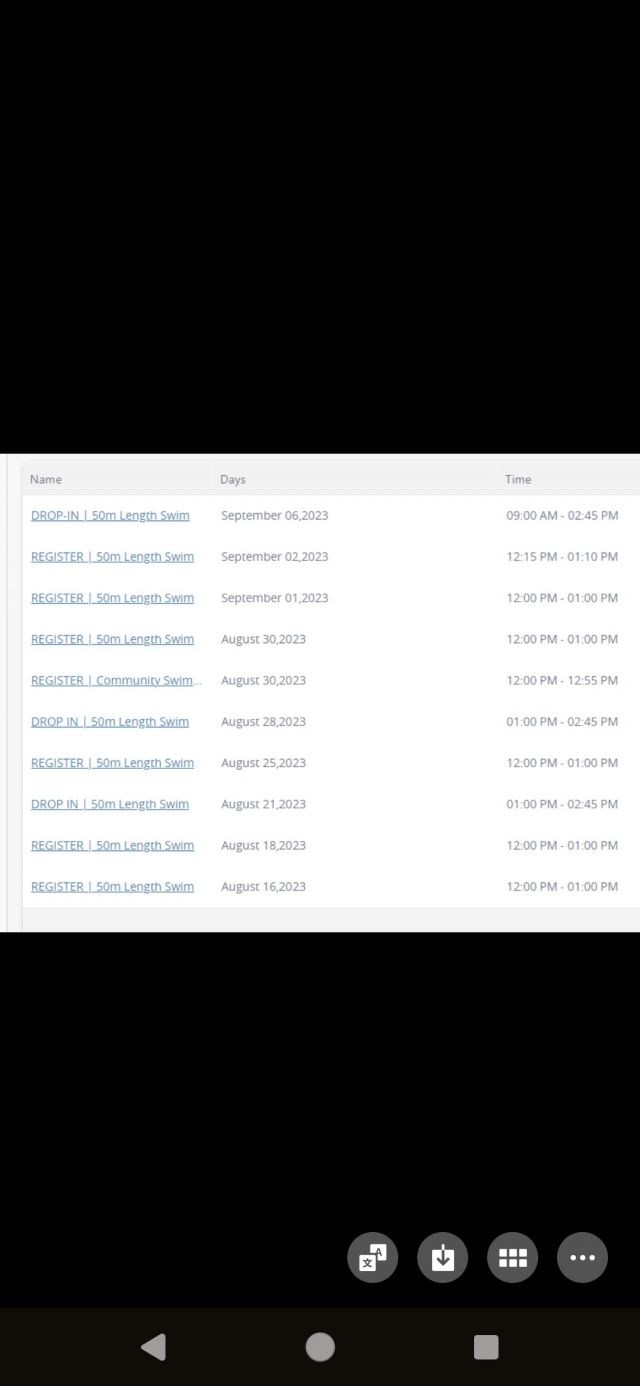 Name Days Time
DROP-IN | 50m Length Swim September 06,2023 09:00 AM - 02:45 PM
REGISTER | 50m Length Swim September 02,2023 12:15 PM - 01:10 PM
REGISTER | 50m Length Swim September 01,2023 12:00 PM - 01:00 PM
REGISTER | 50m Length Swim August 30,2023 12:00 PM - 01:00 PM
REGISTER | Community Swim... August 30,2023 12:00 PM - 12:55 PM
DROP IN | 50m Length Swim August 28,2023 01:00 PM - 02:45 PM
REGISTER | 50m Length Swim August 25,2023 12:00 PM - 01:00 PM
DROP IN | 50m Length Swim August 21,2023 01:00 PM - 02:45 PM
REGISTER | 50m Length Swim August 18,2023 12:00 PM - 01:00 PM
REGISTER | 50m Length Swim August 16,2023 12:00 PM - 01:00 PM
文 A